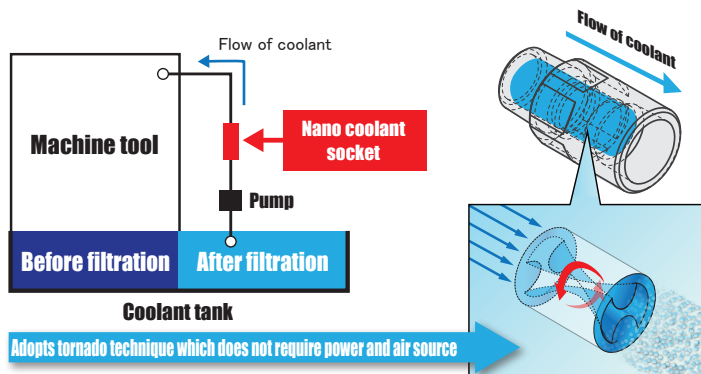 Flow of coolant
Flow of coolant
Machine tool
Nano coolant
socket
Pump
Before filtration
After filtration
Coolant tank
Adopts tornado technique which does not require power and air source